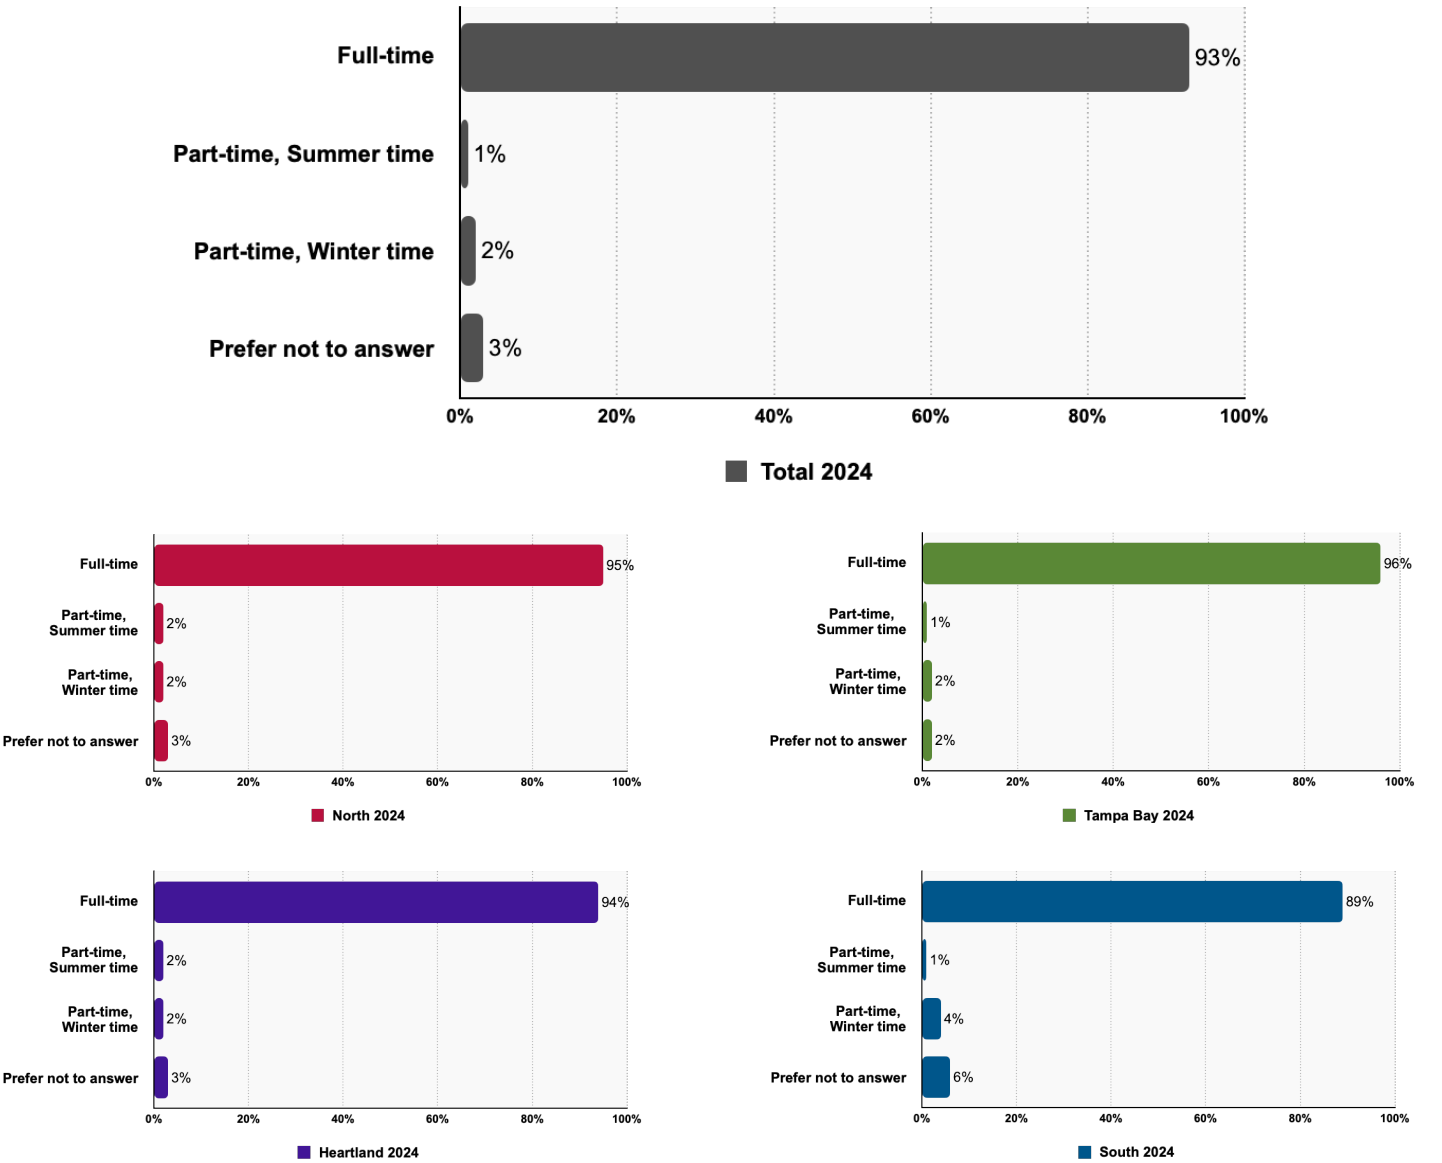 Full-time
93%
Part-time, Summer time
1%
Part-time, Winter time
2%
Prefer not to answer
3%
0% 20% 40% 60% 80% 100%
Total 2024
Full-time
95%
Part-time,
Summer time
2%
Part-time,
Winter time
2%
Prefer not to answer
3%
0% 20% 40% 60% 80% 100%
North 2024
Full-time
96%
Part-time,
Summer time
1%
Part-time,
Winter time
2%
Prefer not to answer
2%
0% 20% 40% 60% 80% 100%
Tampa Bay 2024
Full-time
94%
Part-time,
Summer time
2%
Part-time,
Winter time
2%
Prefer not to answer
3%
0% 20% 40% 60% 80% 100%
Heartland 2024
Full-time
89%
Part-time,
Summer time
1%
Part-time,
Winter time
4%
Prefer not to answer
6%
0% 20% 40% 60% 80% 100%
South 2024